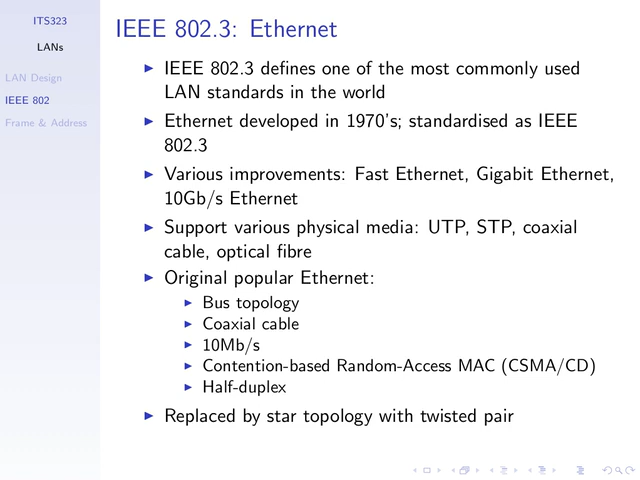 ITS323
LANs
LAN Design
IEEE 802
Frame & Address
IEEE 802.3: Ethernet
▶ IEEE 802.3 defines one of the most commonly used
LAN standards in the world
▶ Ethernet developed in 1970's; standardised as IEEE
802.3
▶ Various improvements: Fast Ethernet, Gigabit Ethernet,
10Gb/s Ethernet
▶ Support various physical media: UTP, STP, coaxial
cable, optical fibre
▶ Original popular Ethernet:
▶ Bus topology
▶ Coaxial cable
▶ 10Mb/s
▶ Contention-based Random-Access MAC (CSMA/CD)
▶ Half-duplex
▶ Replaced by star topology with twisted pair